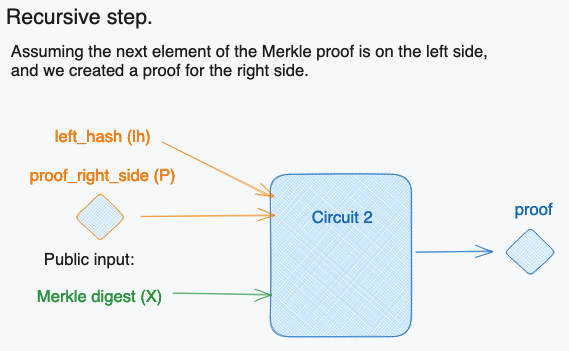 Recursive step.
Assuming the next element of the Merkle proof is on the left side,
and we created a proof for the right side.
left_hash (lh)
proof_right_side (P)
Circuit 2
proof
Public input:
Merkle digest (X)